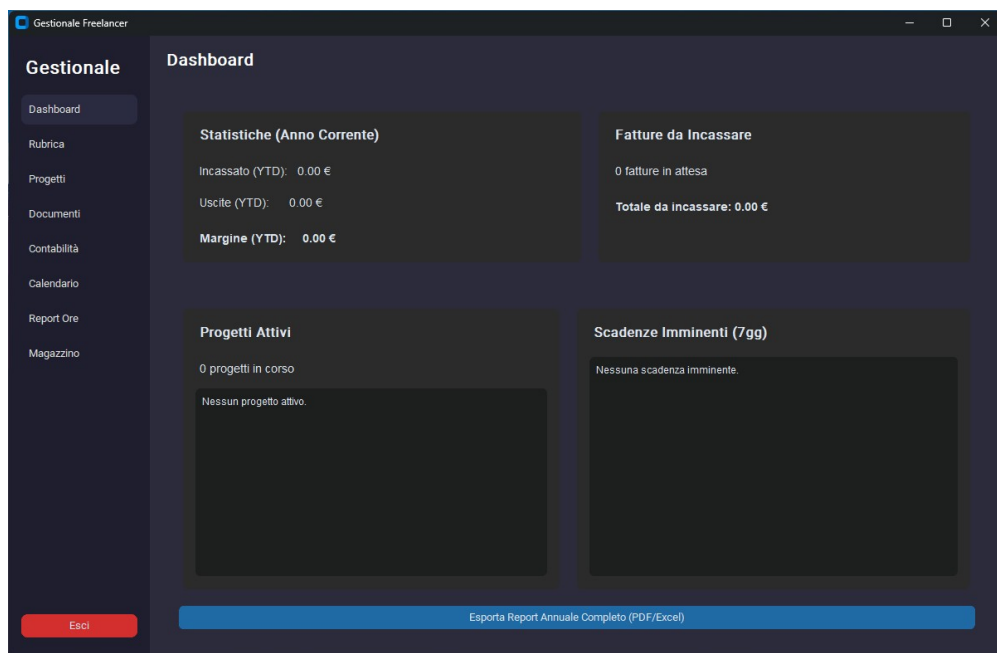 Gestionale Freelancer
Gestionale
Dashboard
Rubrica
Progetti
Documenti
Contabilità
Calendario
Report Ore
Magazzino
Esci
Dashboard
Statistiche (Anno Corrente)
Incassato (YTD): 0.00 €
Uscite (YTD): 0.00 €
Margine (YTD): 0.00 €
Fatture da Incassare
0 fatture in attesa
Totale da incassare: 0.00 €
Progetti Attivi
0 progetti in corso
Nessun progetto attivo.
Scadenze Imminenti (7gg)
Nessuna scadenza imminente.
Esporta Report Annuale Completo (PDF/Excel)